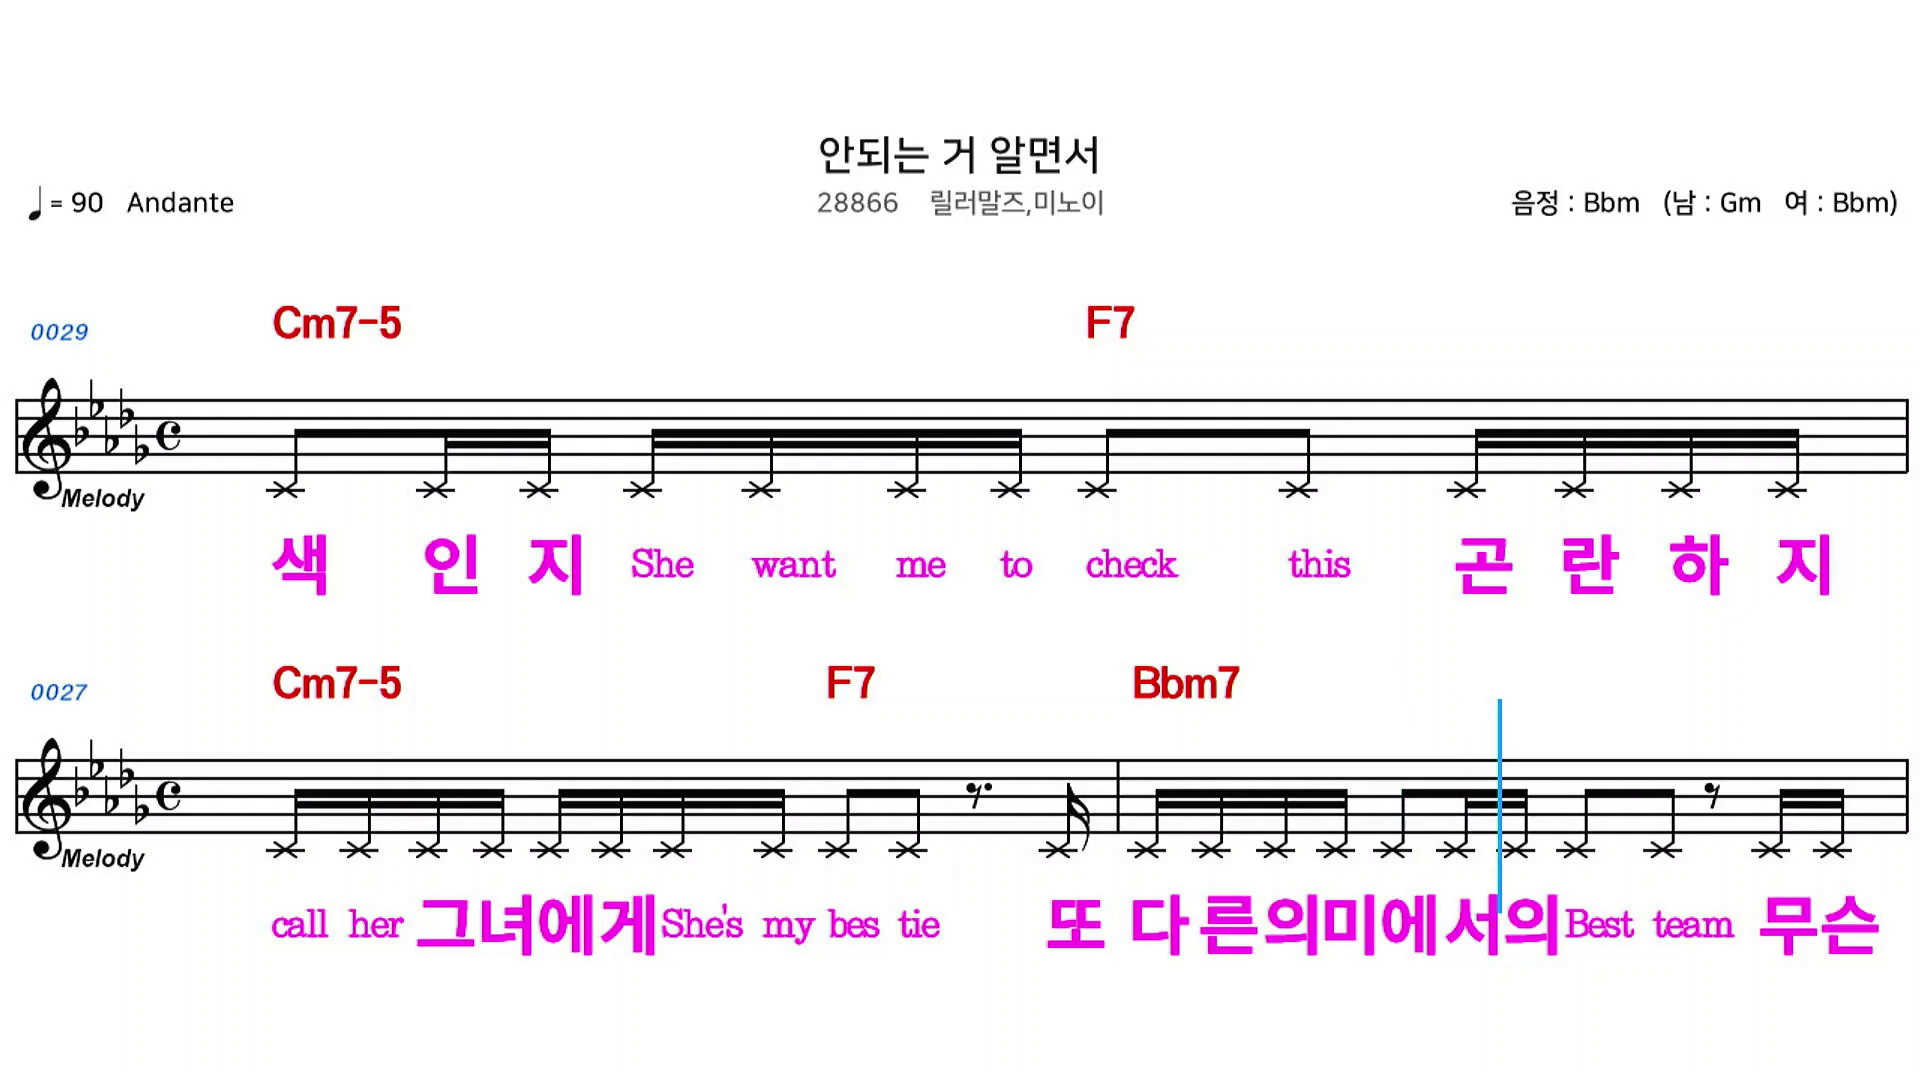 안되는 거 알면서
♩= 90 Andante
28866 릴러말즈,미노이
음정 : Bbm (남 : Gm 여 : Bbm)
0029 Cm7-5 F7
Melody
색 인 지 She want me to check this 곤 란 하 지
0027 Cm7-5 F7 Bbm7
Melody
call her 그녀에게 She's my bes tie 또 다 른의미에서의 Best team 무슨